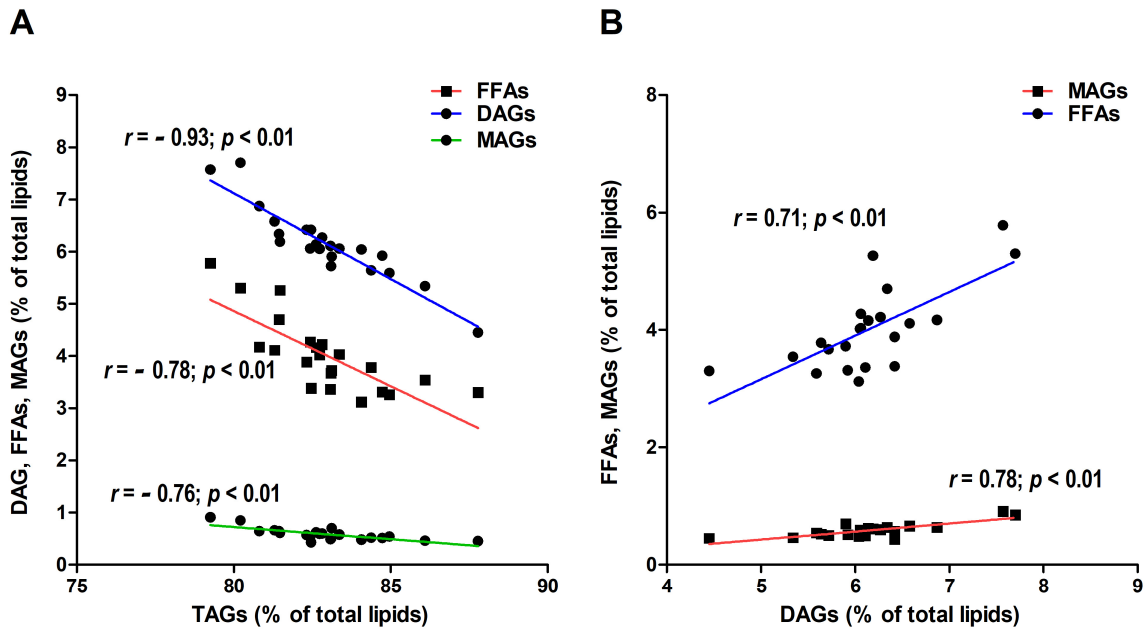 A
FFAs
DAGs
MAGs
r = - 0.93; p < 0.01
r = - 0.78; p < 0.01
r = - 0.76; p < 0.01
DAG, FFAs, MAGs (% of total lipids)
9
8
7
6
5
4
3
2
1
0
75
80
85
90
TAGs (% of total lipids)
B
MAGs
FFAs
r = 0.71; p < 0.01
r = 0.78; p < 0.01
FFAs, MAGs (% of total lipids)
8
6
4
2
0
4
5
6
7
8
9
DAGs (% of total lipids)